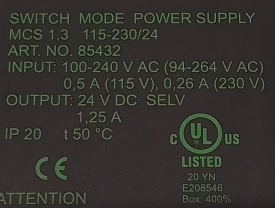 SWITCH MODE POWER SUPPLY
MCS 1.3 115-230/24
ART. NO. 85432
INPUT: 100-240 V AC (94-264 V AC)
0,5 A (115 V), 0,26 A (230 V)
OUTPUT: 24 V DC SELV
1,25 A
IP 20 t 50 °C
C UL US
LISTED
CE
20 YN
E208546
Box: 400%
ATTENTION